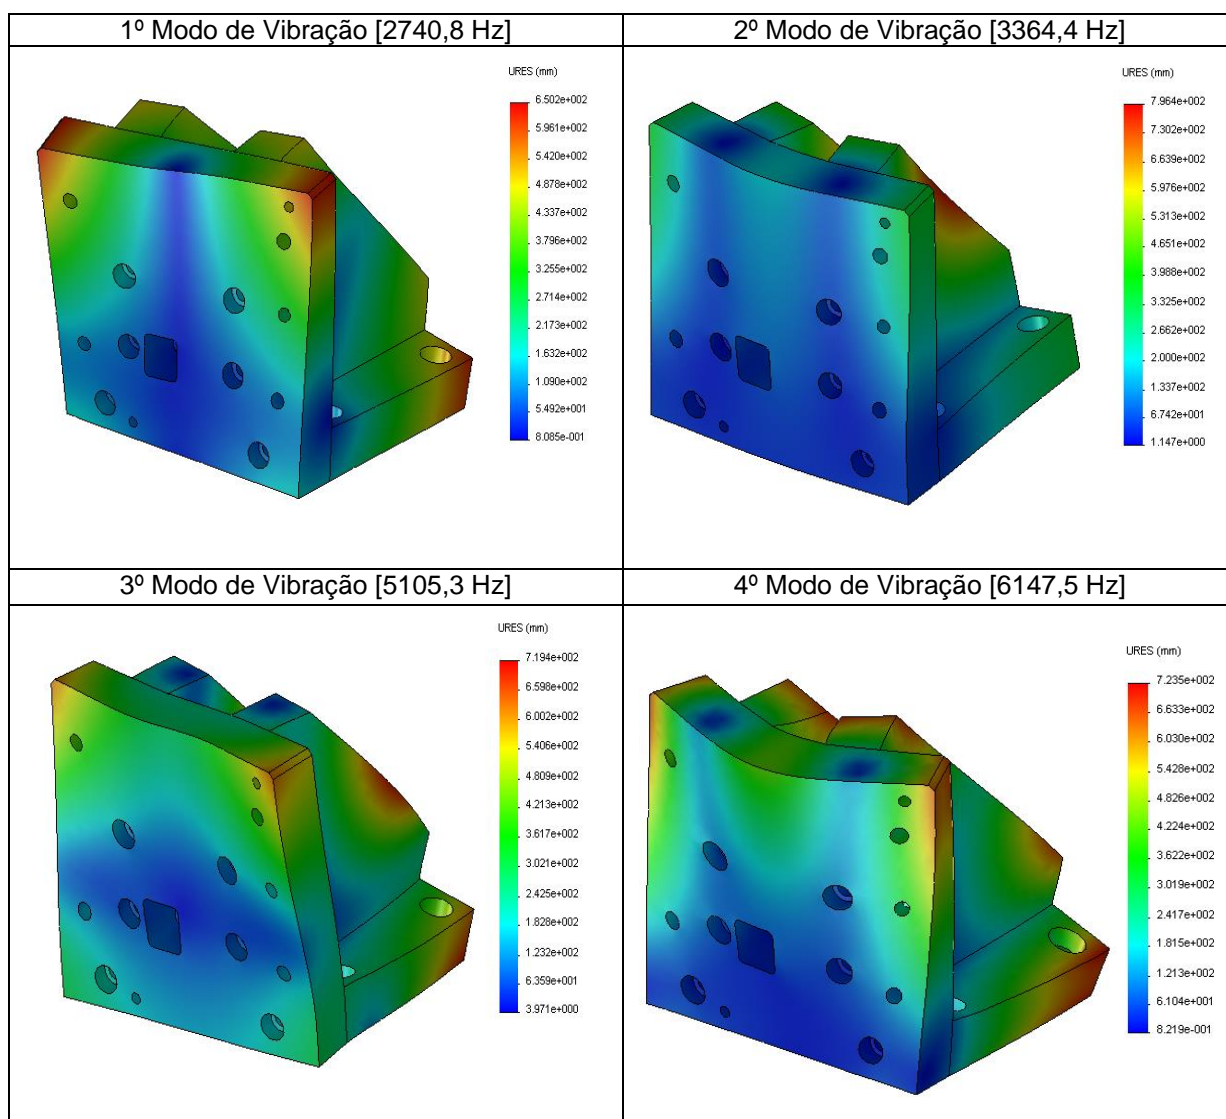 1º Modo de Vibração [2740,8 Hz]
2º Modo de Vibração [3364,4 Hz]
URES (mm)
6.502e+002
5.961e+002
5.420e+002
4.878e+002
4.337e+002
3.796e+002
3.255e+002
2.714e+002
2.173e+002
1.632e+002
1.090e+002
5.492e+001
8.085e-001
URES (mm)
7.964e+002
7.302e+002
6.639e+002
5.976e+002
5.313e+002
4.651e+002
3.988e+002
3.325e+002
2.662e+002
2.000e+002
1.337e+002
6.742e+001
1.147e+000
3º Modo de Vibração [5105,3 Hz]
4º Modo de Vibração [6147,5 Hz]
URES (mm)
7.194e+002
6.598e+002
6.002e+002
5.406e+002
4.809e+002
4.213e+002
3.617e+002
3.021e+002
2.425e+002
1.828e+002
1.232e+002
6.359e+001
3.971e+000
URES (mm)
7.235e+002
6.633e+002
6.030e+002
5.428e+002
4.826e+002
4.224e+002
3.622e+002
3.019e+002
2.417e+002
1.815e+002
1.213e+002
6.104e+001
8.219e-001